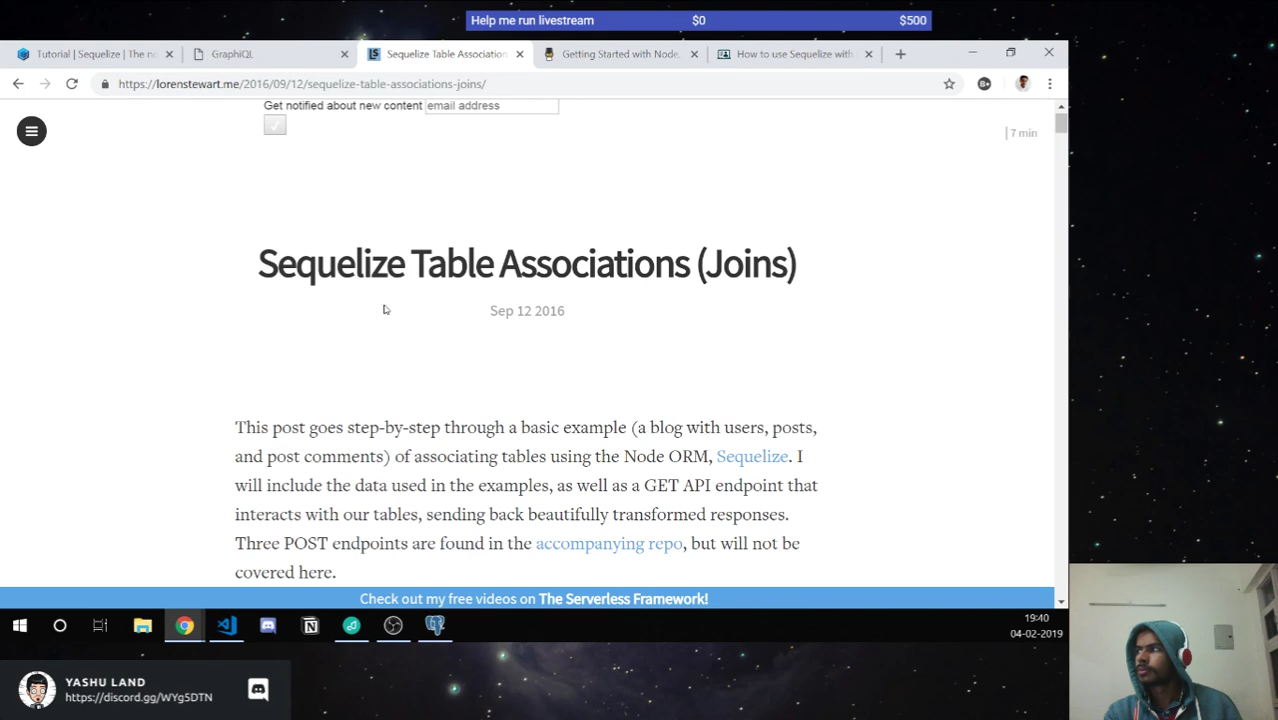 Help me run livestream $0 $500
Tutorial | Sequelize | The no
GraphiQL
Sequelize Table Association
Getting Started with Node.
How to use Sequelize with
https://lorenstewart.me/2016/09/12/sequelize-table-associations-joins/
Get notified about new content email address
7 min
Sequelize Table Associations (Joins)
Sep 12 2016
This post goes step-by-step through a basic example (a blog with users, posts,
and post comments) of associating tables using the Node ORM, Sequelize. I
will include the data used in the examples, as well as a GET API endpoint that
interacts with our tables, sending back beautifully transformed responses.
Three POST endpoints are found in the accompanying repo, but will not be
covered here.
Check out my free videos on The Serverless Framework!
19:40
04-02-2019
YASHU LAND
https://discord.gg/WYg5DTN